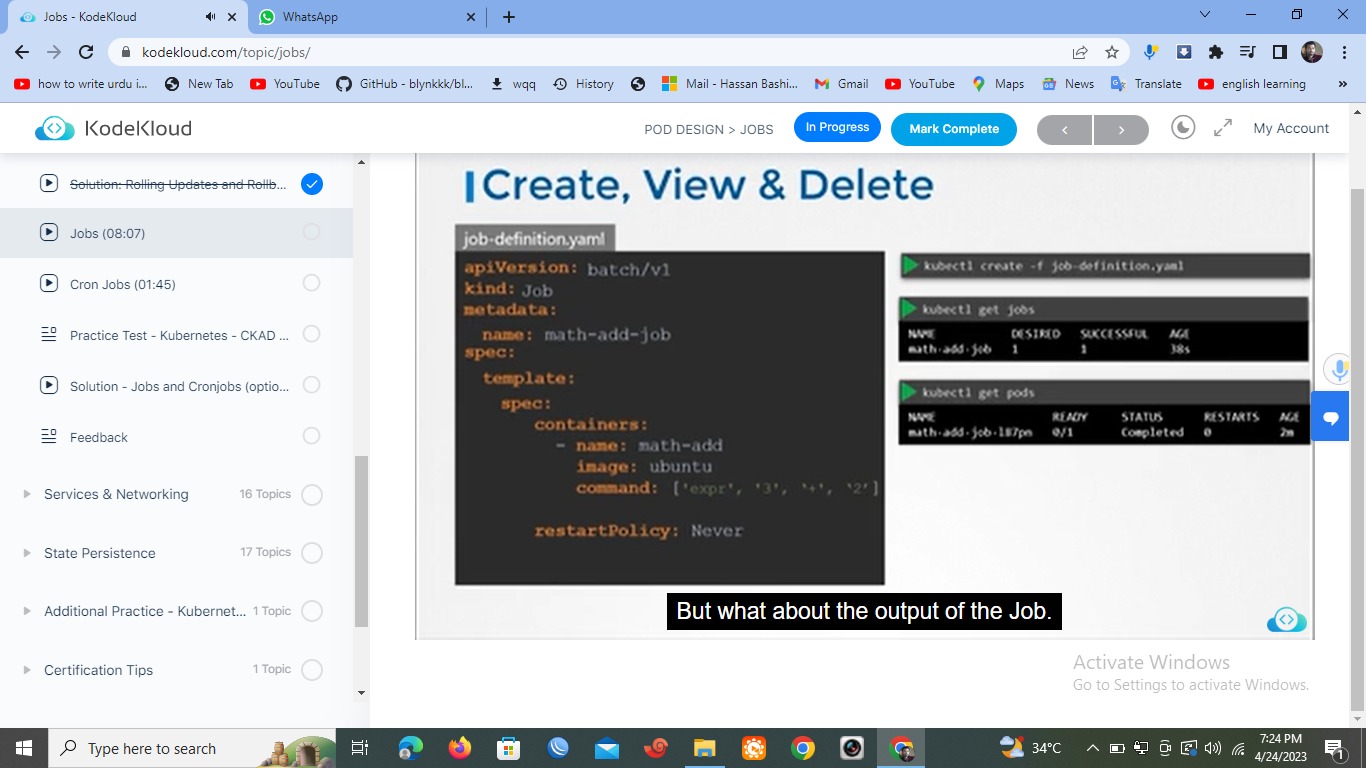 Jobs - KodeKloud
WhatsApp
kodekloud.com/topic/jobs/
how to write urdu i...
New Tab
YouTube
GitHub - blynkkk/bl...
wqq
History
Mail - Hassan Bashi...
Gmail
YouTube
Maps
News
Translate
english learning
»
KodeKloud
POD DESIGN > JOBS
In Progress
Mark Complete
My Account
Solution: Rolling Updates and Rollb...
Jobs (08:07)
Cron Jobs (01:45)
Practice Test - Kubernetes - CKAD ...
Solution - Jobs and Cronjobs (optio...
Feedback
Services & Networking 16 Topics
State Persistence 17 Topics
Additional Practice - Kubernet... 1 Topic
Certification Tips 1 Topic
Create, View & Delete
job-definition.yaml
apiVersion: batch/v1
kind: Job
metadata:
name: math-add-job
spec:
template:
spec:
containers:
- name: math-add
image: ubuntu
command: ['expr', '3', '+', '2']
restartPolicy: Never
kubectl create -f job-definition.yaml
kubectl get jobs
NAME DESIRED SUCCESSFUL AGE
math-add-job 1 1 38s
kubectl get pods
NAME READY STATUS RESTARTS AGE
math-add-job-l87pn 0/1 Completed 0 2m
But what about the output of the Job.
Activate Windows
Go to Settings to activate Windows.
Type here to search
34°C
7:24 PM
4/24/2023
1